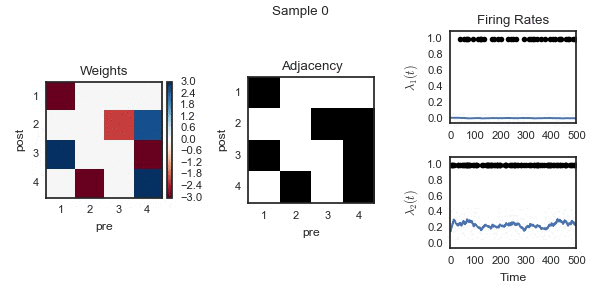 Sample 0
Weights
post
1
2
3
4
1 2 3 4
pre
3.0
2.4
1.8
1.2
0.6
0.0
−0.6
−1.2
−1.8
−2.4
−3.0
Adjacency
post
1
2
3
4
1 2 3 4
pre
Firing Rates
λ1(t)
1.0
0.8
0.6
0.4
0.2
0.0
0 100 200 300 400 500
λ2(t)
1.0
0.8
0.6
0.4
0.2
0.0
0 100 200 300 400 500
Time